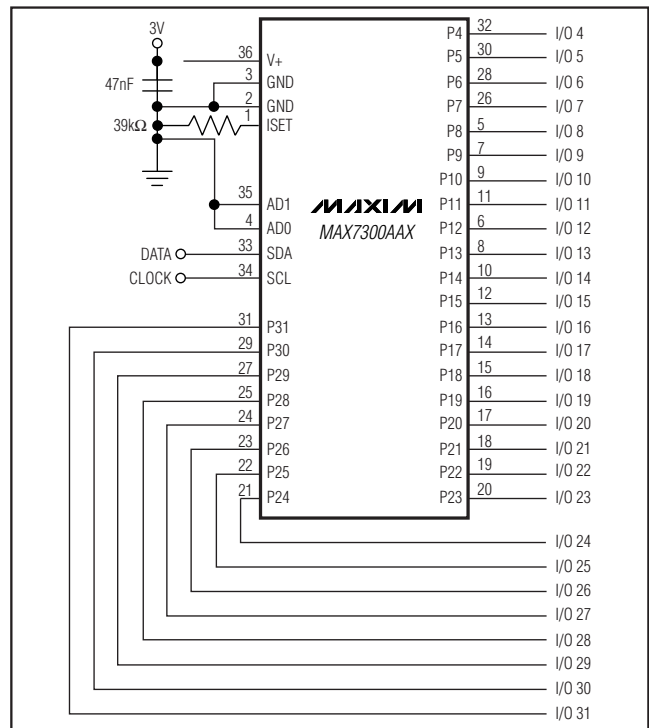 3V
47nF
39kΩ
36 V+
3 GND
2 GND
1 ISET
35 AD1
4 AD0
DATA 33 SDA
CLOCK 34 SCL
31 P31
29 P30
27 P29
25 P28
24 P27
23 P26
22 P25
21 P24
MAXIM
MAX7300AAX
P4 32 I/O 4
P5 30 I/O 5
P6 28 I/O 6
P7 26 I/O 7
P8 5 I/O 8
P9 7 I/O 9
P10 9 I/O 10
P11 11 I/O 11
P12 6 I/O 12
P13 8 I/O 13
P14 10 I/O 14
P15 12 I/O 15
P16 13 I/O 16
P17 14 I/O 17
P18 15 I/O 18
P19 16 I/O 19
P20 17 I/O 20
P21 18 I/O 21
P22 19 I/O 22
P23 20 I/O 23
I/O 24
I/O 25
I/O 26
I/O 27
I/O 28
I/O 29
I/O 30
I/O 31